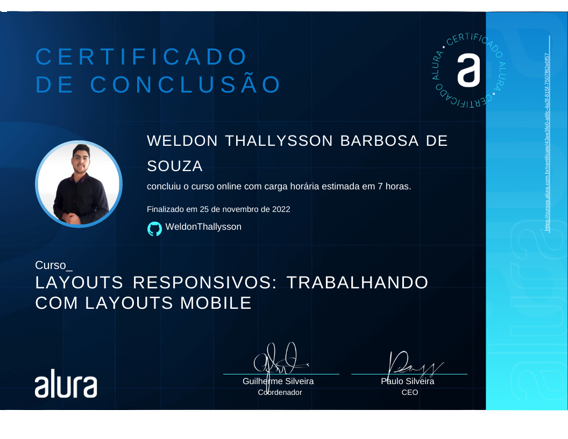 CERTIFICADO
DE CONCLUSÃO
ALURA • CERTIFICADO ALURA • CERTIFICADO
a
WELDON THALLYSSON BARBOSA DE
SOUZA
concluiu o curso online com carga horária estimada em 7 horas.
Finalizado em 25 de novembro de 2022
WeldonThallysson
Curso_
LAYOUTS RESPONSIVOS: TRABALHANDO
COM LAYOUTS MOBILE
Guilherme Silveira
Coordenador
Paulo Silveira
CEO
alura
alura